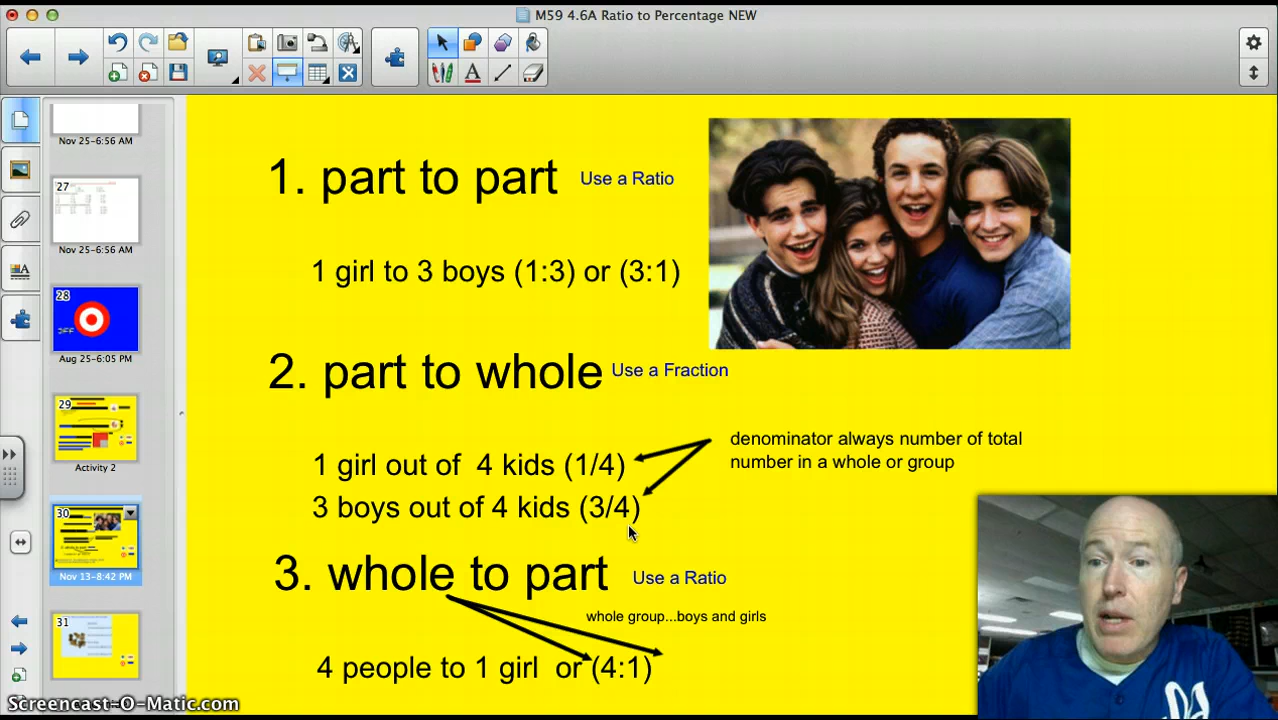 M59 4.6A Ratio to Percentage NEW
Nov 25-6:56 AM
27
Nov 25-6:56 AM
28
Aug 25-6:05 PM
29
Activity 2
30
Nov 13-8:42 PM
31
1. part to part Use a Ratio
1 girl to 3 boys (1:3) or (3:1)
2. part to whole Use a Fraction
denominator always number of total
number in a whole or group
1 girl out of 4 kids (1/4)
3 boys out of 4 kids (3/4)
3. whole to part Use a Ratio
whole group...boys and girls
4 people to 1 girl or (4:1)
Screencast-O-Matic.com